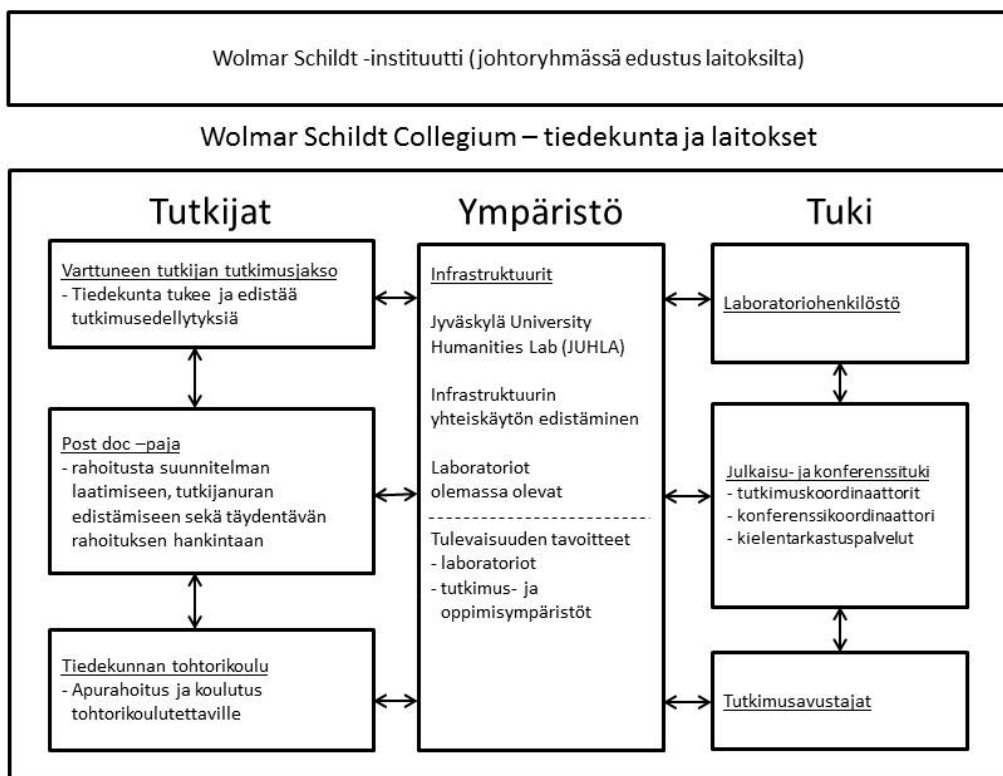 Wolmar Schildt -instituutti (johtoryhmässä edustus laitoksilta)
Wolmar Schildt Collegium – tiedekunta ja laitokset
Tutkijat
Varttuneen tutkijan tutkimusjakso
- Tiedekunta tukee ja edistää
tutkimusedellytyksiä
Post doc –paja
- rahoitusta suunnitelman
laatimiseen, tutkijanuran
edistämiseen sekä täydentävän
rahoituksen hankintaan
Tiedekunnan tohtorikoulu
- Apurahoitus ja koulutus
tohtorikoulutettaville
Ympäristö
Infrastruktuurit
Jyväskylä University
Humanities Lab (JUHLA)
Infrastruktuurin
yhteiskäytön edistäminen
Laboratoriot
olemassa olevat
Tulevaisuuden tavoitteet
- laboratoriot
- tutkimus- ja
oppimisympäristöt
Tuki
Laboratoriohenkilöstö
Julkaisu- ja konferenssituki
- tutkimuskoordinaattorit
- konferenssikoordinaattori
- kielentarkastuspalvelut
Tutkimusavustajat